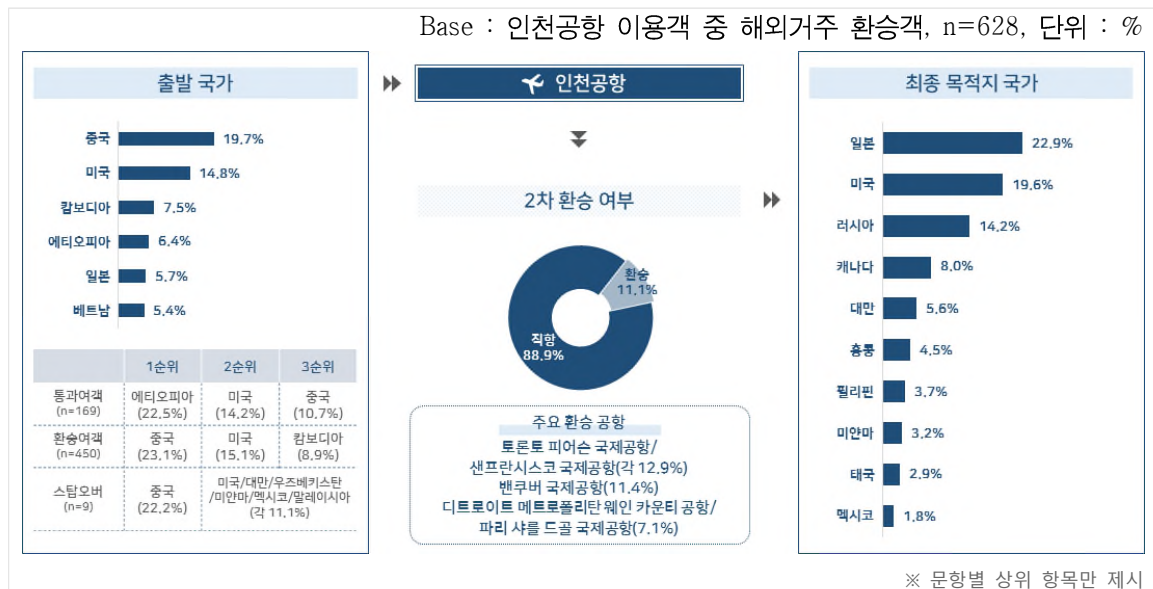 Base : 인천공항 이용객 중 해외거주 환승객, n=628, 단위 : %
출발 국가
중국 19.7%
미국 14.8%
캄보디아 7.5%
에티오피아 6.4%
일본 5.7%
베트남 5.4%
1순위 2순위 3순위
통과여객 에티오피아 미국 중국
(n=169) (22.5%) (14.2%) (10.7%)
환승여객 중국 미국 캄보디아
(n=450) (23.1%) (15.1%) (8.9%)
스탑오버 중국 미국/대만/우즈베키스탄
(n=9) (22.2%) /미얀마/멕시코/말레이시아
(각 11.1%)
인천공항
2차 환승 여부
환승
11.1%
직항
88.9%
주요 환승 공항
토론토 피어슨 국제공항/
샌프란시스코 국제공항(각 12.9%)
밴쿠버 국제공항(11.4%)
디트로이트 메트로폴리탄 웨인 카운티 공항/
파리 샤를 드골 국제공항(7.1%)
최종 목적지 국가
일본 22.9%
미국 19.6%
러시아 14.2%
캐나다 8.0%
대만 5.6%
홍콩 4.5%
필리핀 3.7%
미얀마 3.2%
태국 2.9%
멕시코 1.8%
※ 문항별 상위 항목만 제시